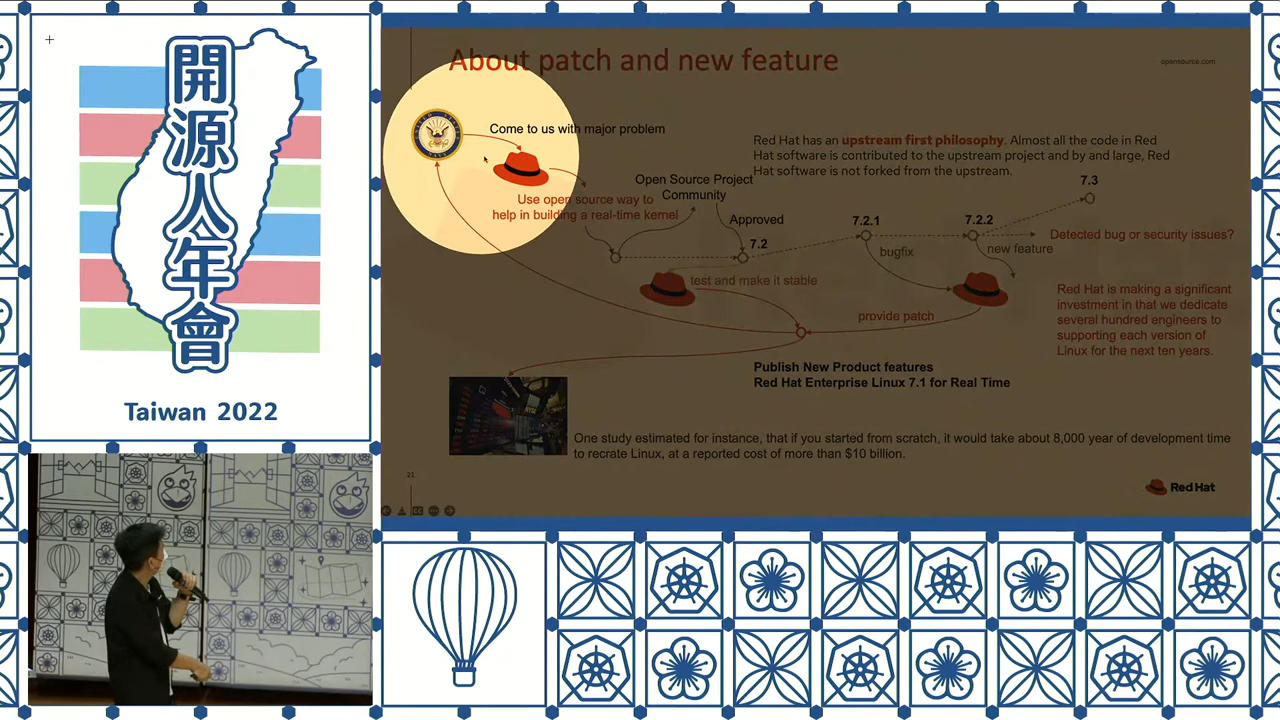 開源人年會
Taiwan 2022
About patch and new feature
opensource.com
Come to us with major problem
Red Hat has an upstream first philosophy. Almost all the code in Red
Hat software is contributed to the upstream project and by and large, Red
Hat software is not forked from the upstream.
Open Source Project
Community
Use open source way to
help in building a real-time kernel
Approved
7.2
7.2.1
7.2.2
7.3
bugfix
new feature
Detected bug or security issues?
test and make it stable
provide patch
Red Hat is making a significant
investment in that we dedicate
several hundred engineers to
supporting each version of
Linux for the next ten years.
Publish New Product features
Red Hat Enterprise Linux 7.1 for Real Time
One study estimated for instance, that if you started from scratch, it would take about 8,000 year of development time
to recrate Linux, at a reported cost of more than $10 billion.
21
Red Hat